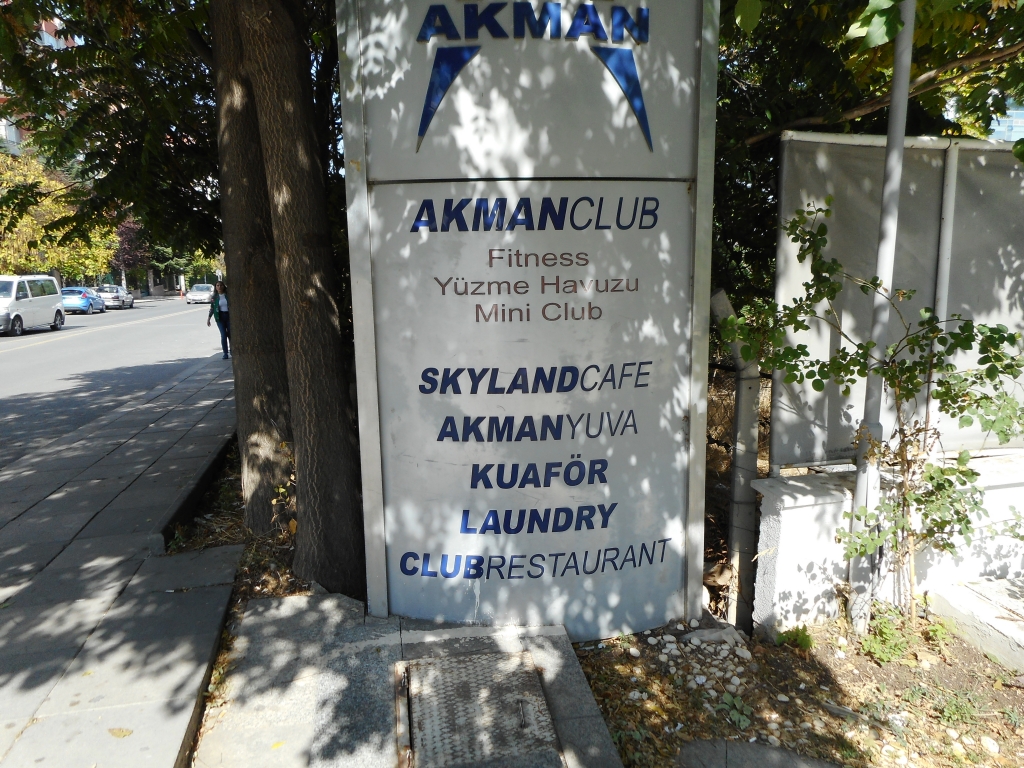 AKMAN
AKMANCLUB
Fitness
Yüzme Havuzu
Mini Club
SKYLANDCAFE
AKMANYUVA
KUAFÖR
LAUNDRY
CLUBRESTAURANT